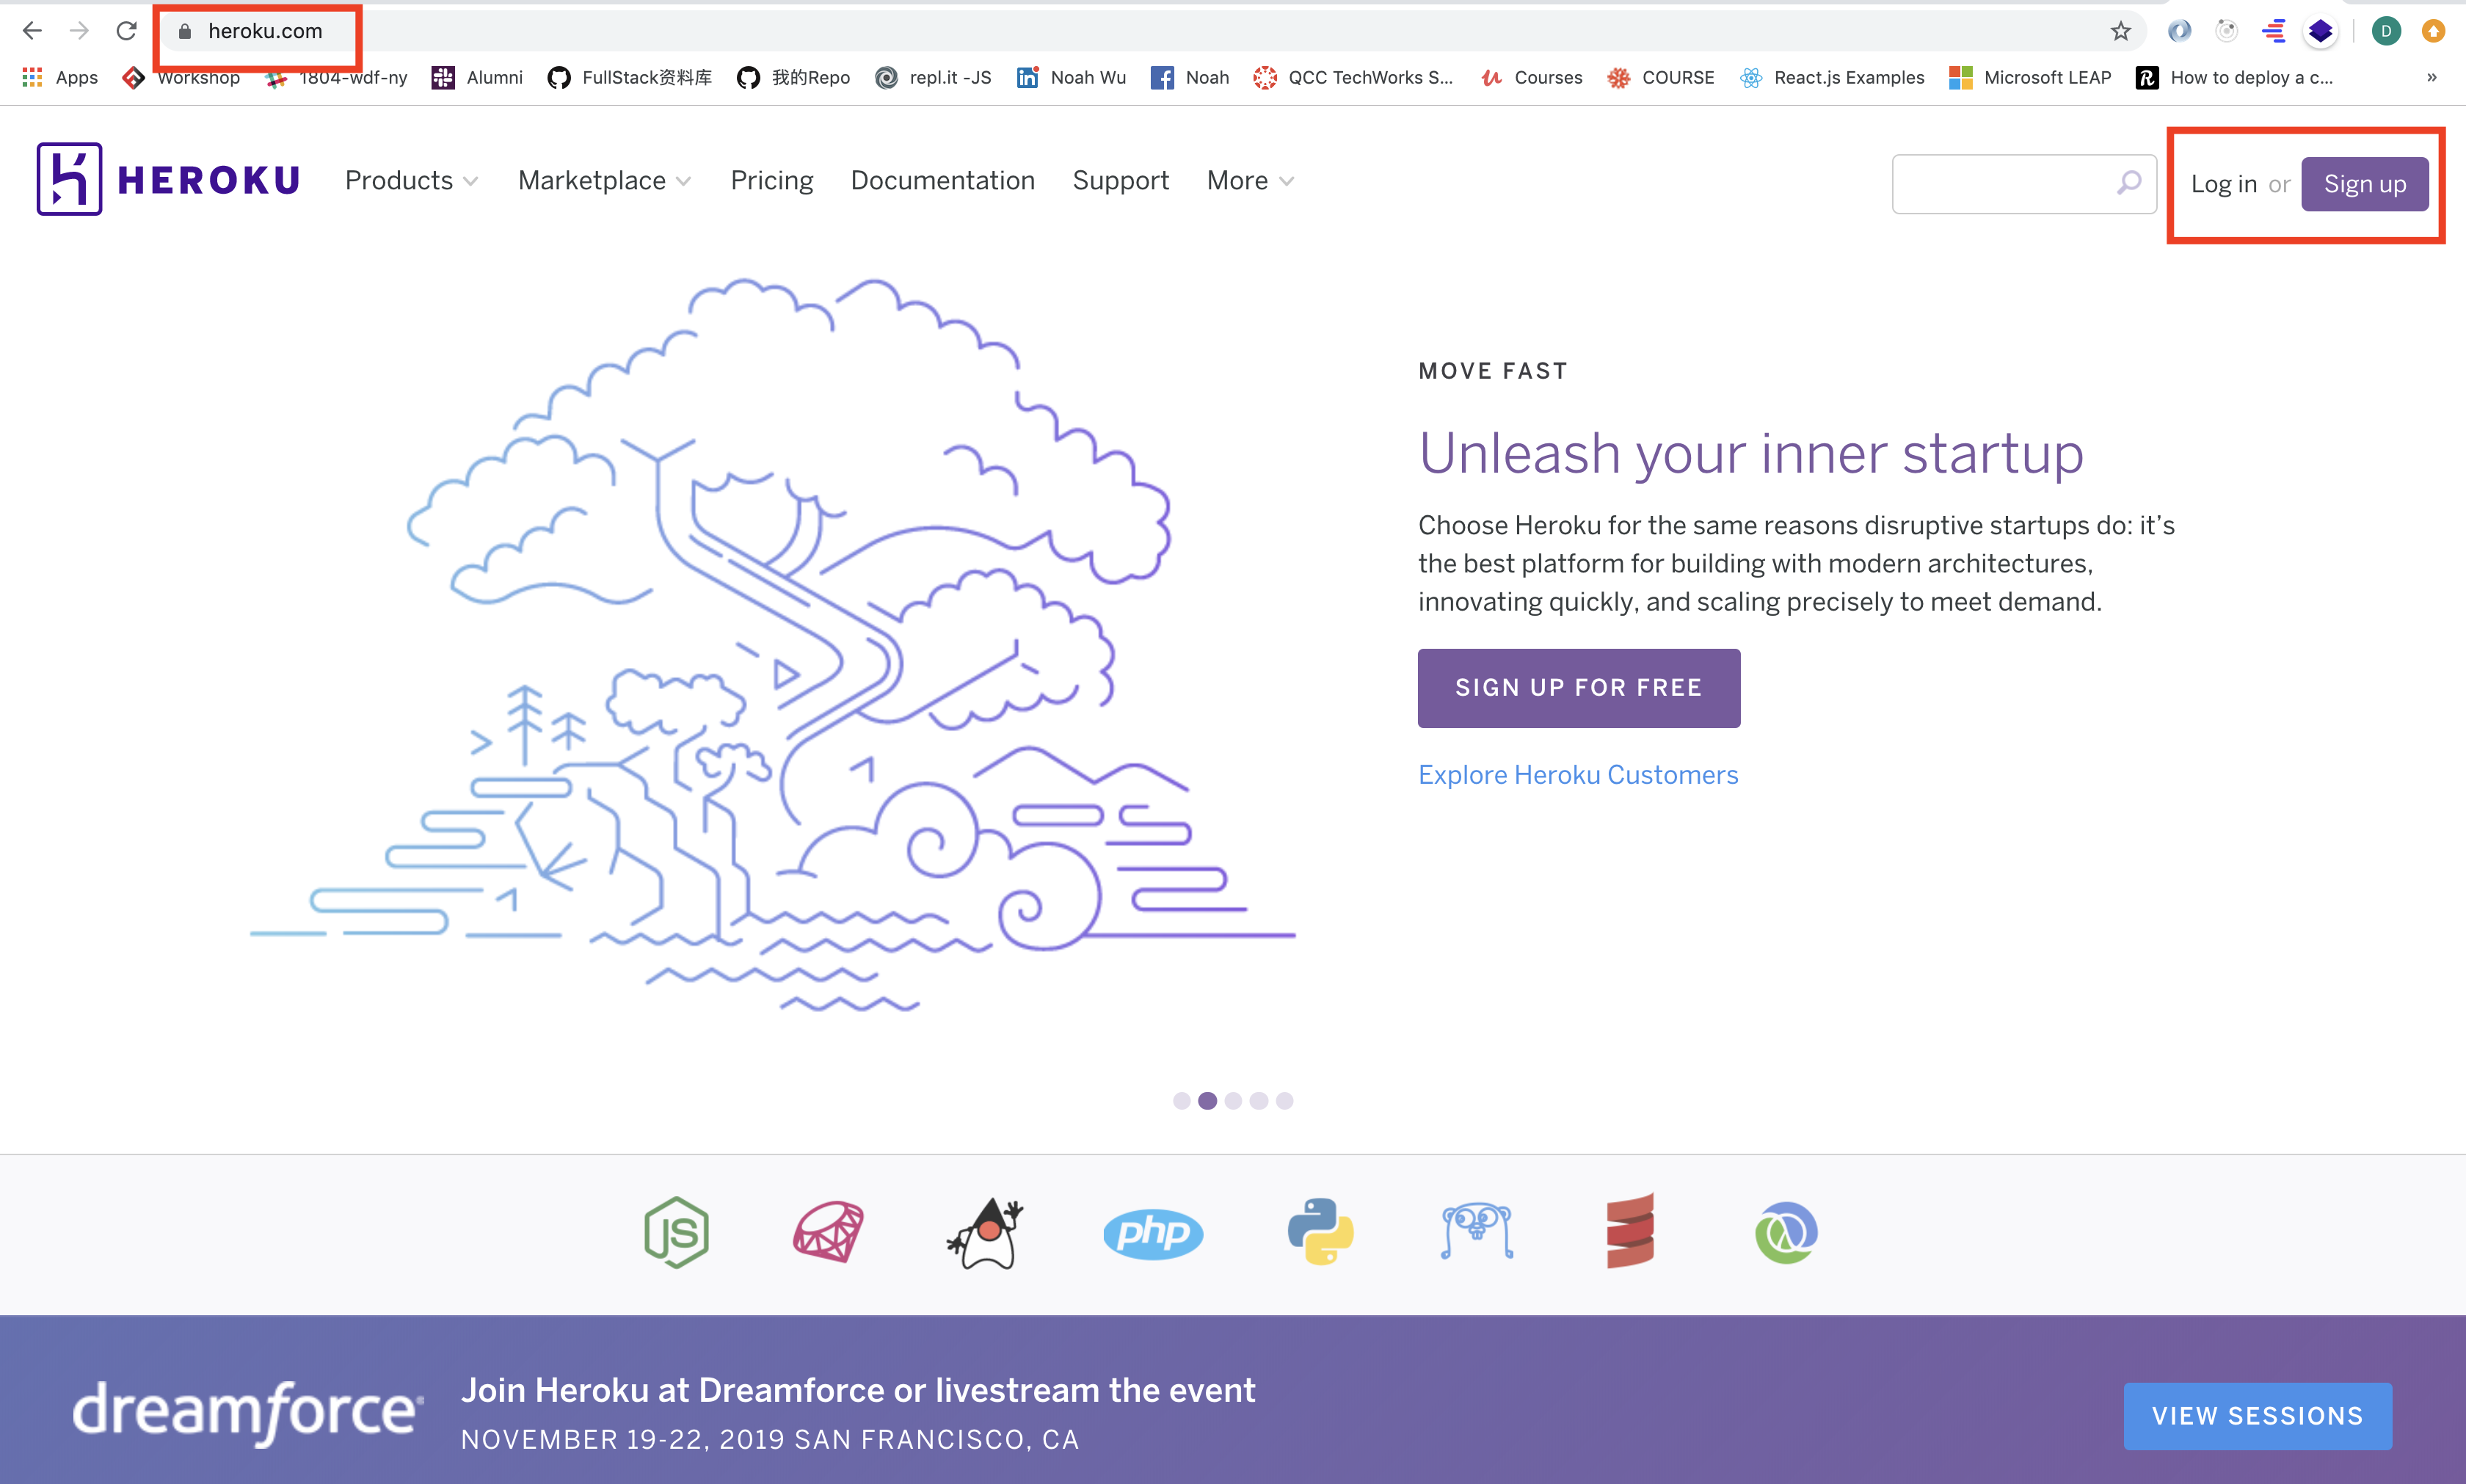 heroku.com
D
Apps
Workshop
1804-wdf-ny
Alumni
FullStack资料库
我的Repo
repl.it -JS
Noah Wu
Noah
QCC TechWorks S...
Courses
COURSE
React.js Examples
Microsoft LEAP
How to deploy a c...
»
HEROKU
Products
Marketplace
Pricing
Documentation
Support
More
Log in or Sign up
MOVE FAST
Unleash your inner startup
Choose Heroku for the same reasons disruptive startups do: it’s
the best platform for building with modern architectures,
innovating quickly, and scaling precisely to meet demand.
SIGN UP FOR FREE
Explore Heroku Customers
JS
php
dreamforce
Join Heroku at Dreamforce or livestream the event
NOVEMBER 19-22, 2019 SAN FRANCISCO, CA
VIEW SESSIONS